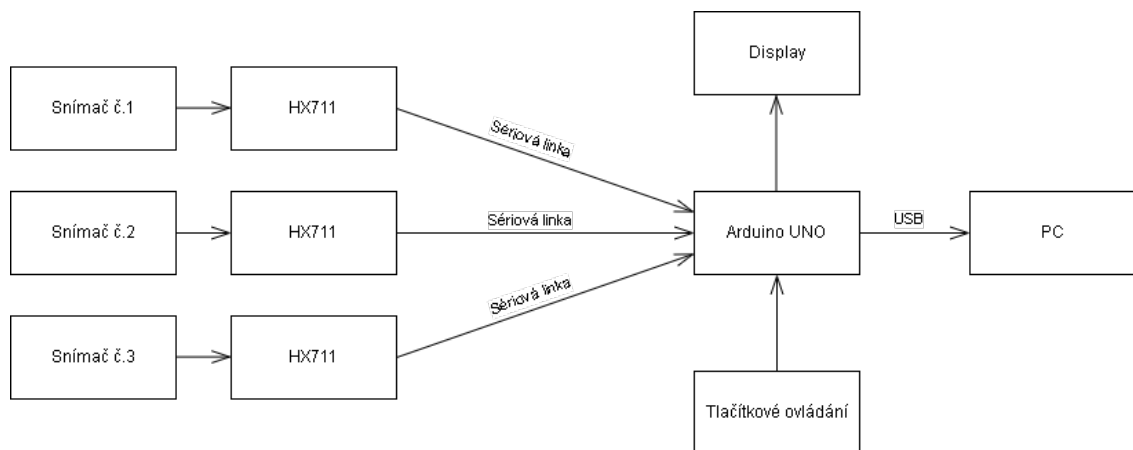 Display
Snímač č.1
HX711
Sériová linka
Snímač č.2
HX711
Sériová linka
Arduino UNO
USB
PC
Sériová linka
Snímač č.3
HX711
Tlačítkové ovládání